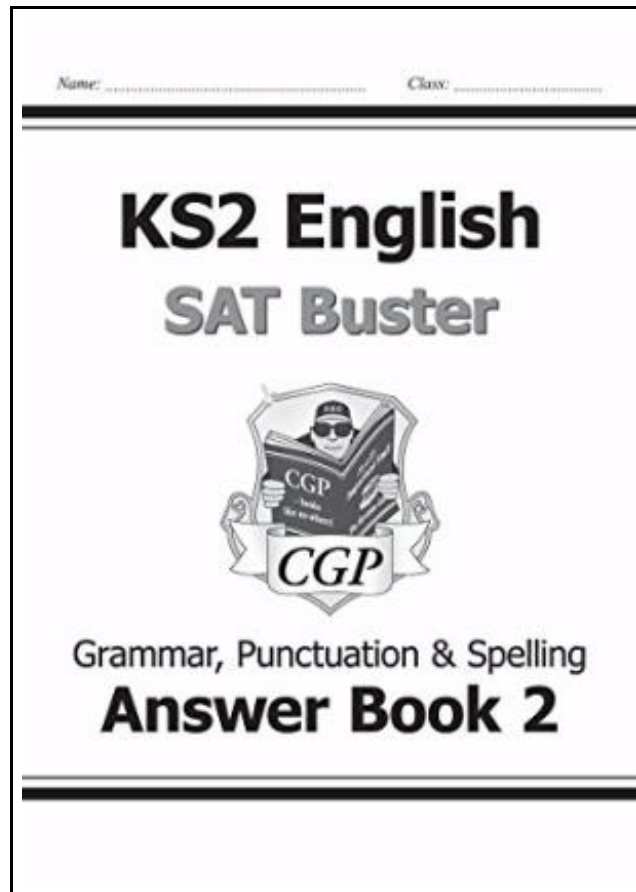 Name: ........................ Class: ........................
KS2 English
SAT Buster
CGP
CGP
Grammar, Punctuation & Spelling
Answer Book 2